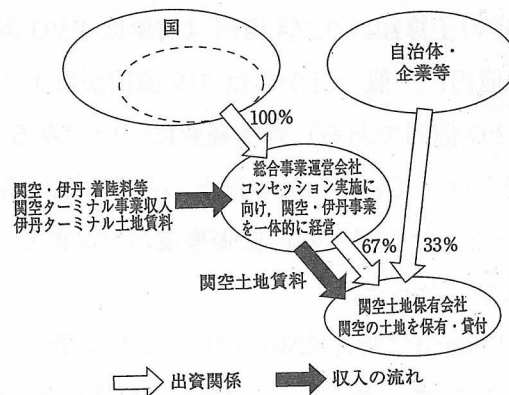 国
自治体・
企業等
100%
総合事業運営会社
コンセッション実施に
向け，関空・伊丹事業
を一体的に経営
関空・伊丹 着陸料等
関空ターミナル事業収入
伊丹ターミナル土地賃料
67%
33%
関空土地賃料
関空土地保有会社
関空の土地を保有・貸付
出資関係
収入の流れ